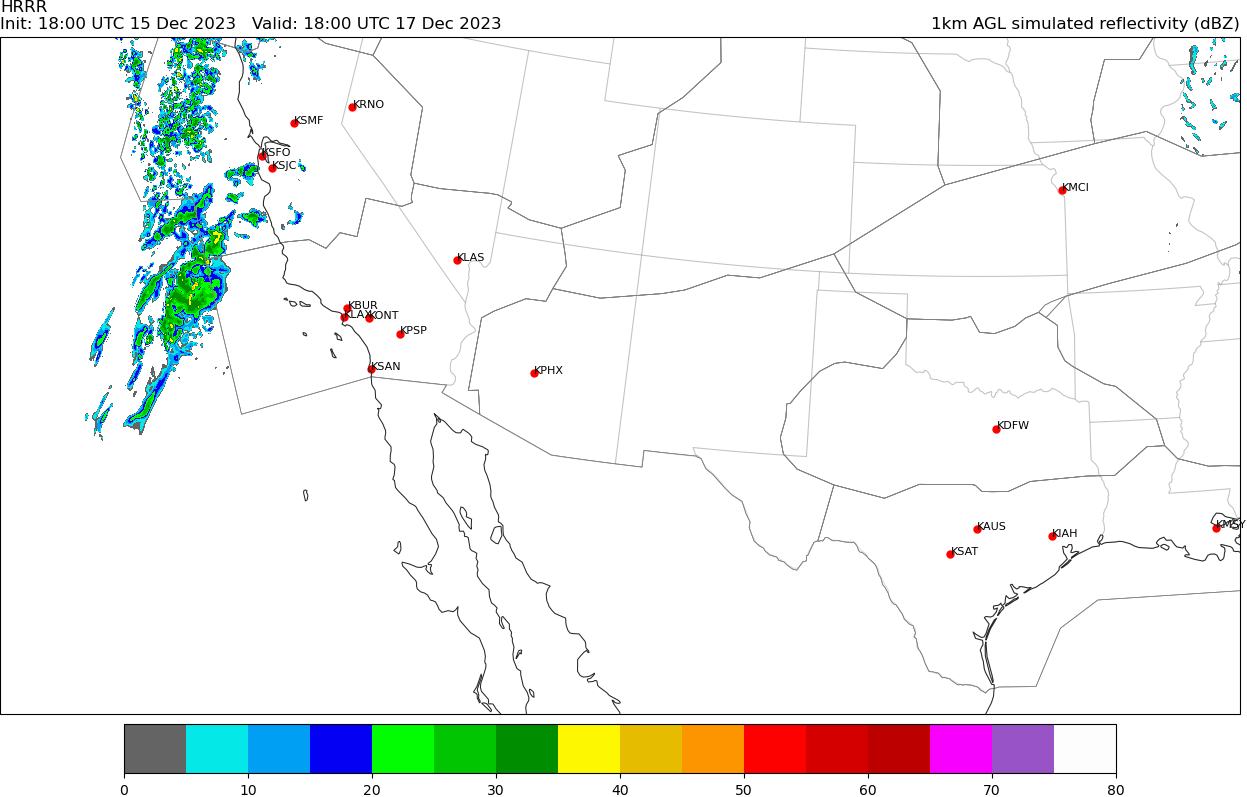 HRRR
Init: 18:00 UTC 15 Dec 2023   Valid: 18:00 UTC 17 Dec 2023
1km AGL simulated reflectivity (dBZ)
KRNO
KSMF
KSFO
KSJC
KMCI
KLAS
KBUR
KLAX
KONT
KPSP
KSAN
KPHX
KDFW
KAUS
KIAH
KSAT
KMSY
0 10 20 30 40 50 60 70 80